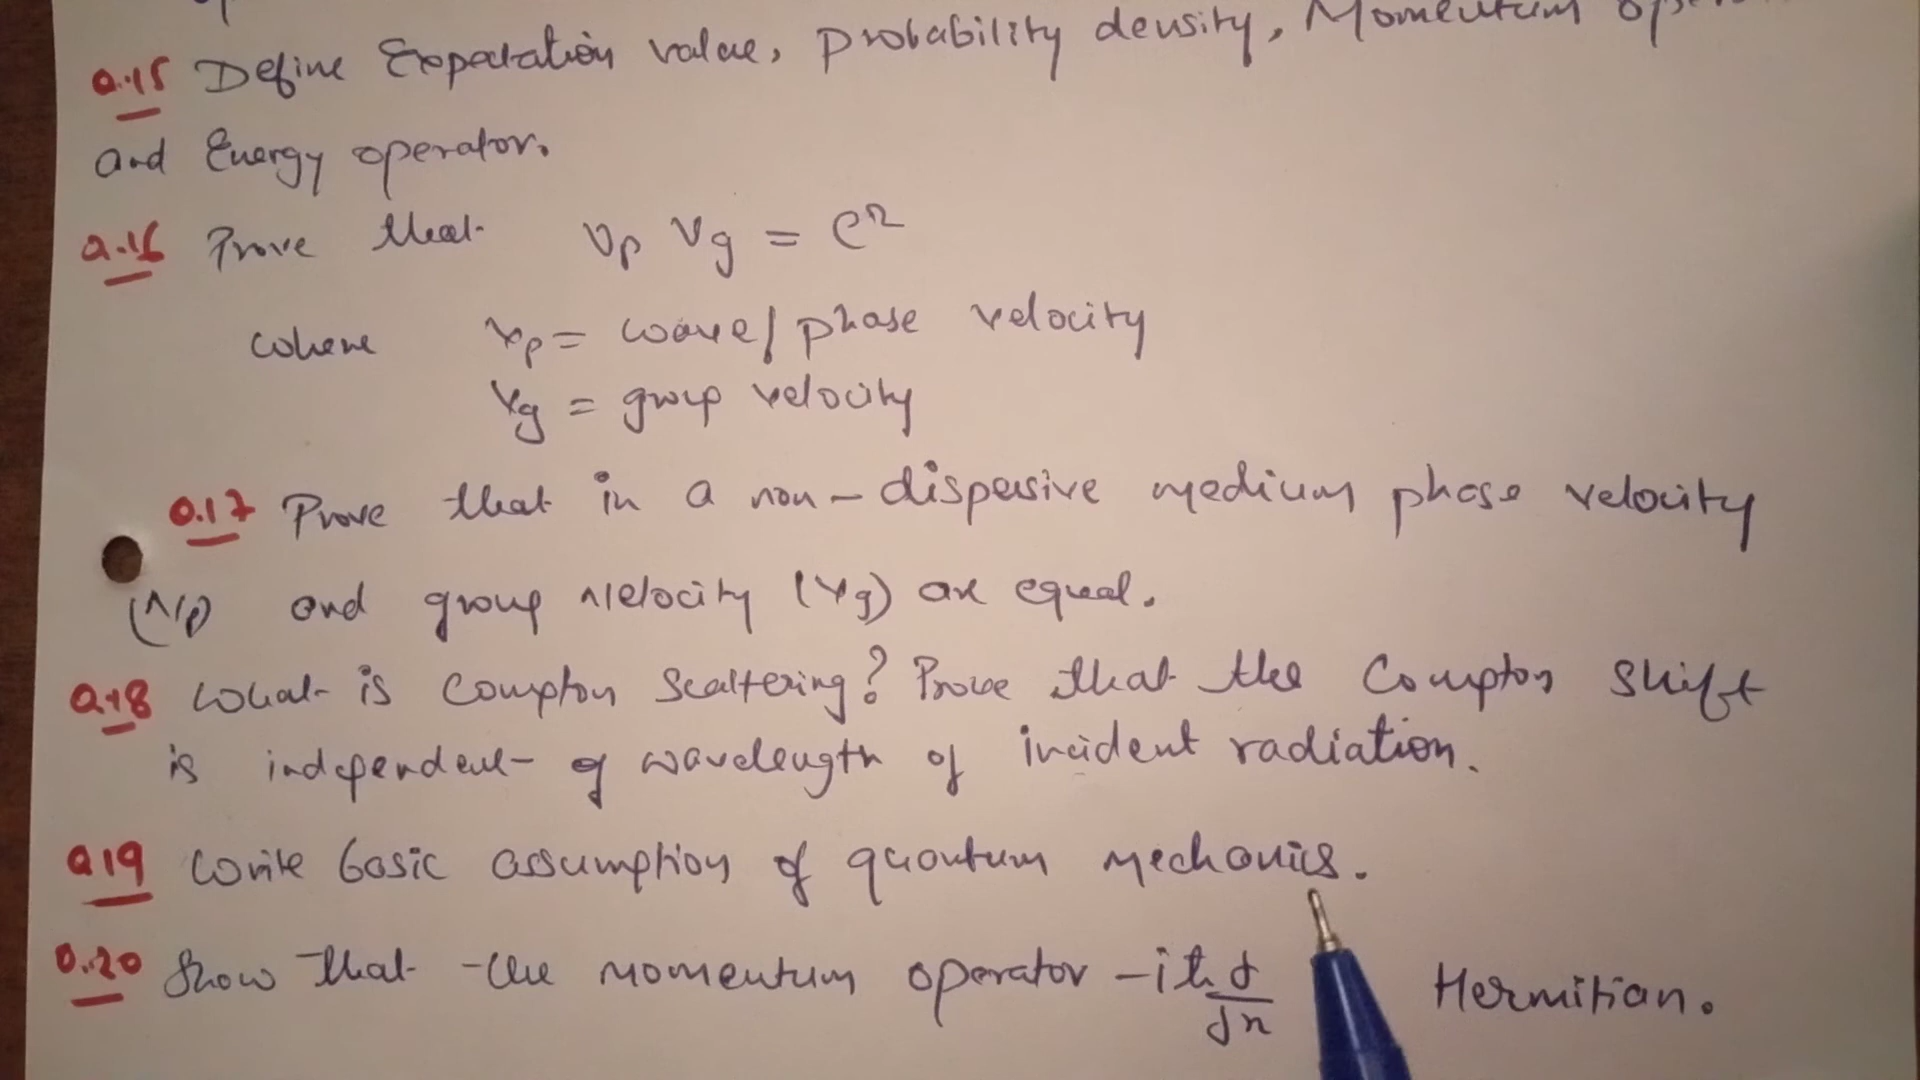 Q.15 Define Expectation value, probability density, Momentum
and Energy operator.
Q.16 Prove that Vp Vg = c²
where Vp = wave/phase velocity
Vg = group velocity
Q.17 Prove that in a non-dispersive medium phase velocity
(Vp) and group velocity (Vg) are equal.
Q.18 What is Compton Scattering? Prove that the Compton shift
is independent of wavelength of incident radiation.
Q19 Write basic assumption of quantum mechanics.
Q.20 Show that the momentum operator -iħ d/dx Hermitian.